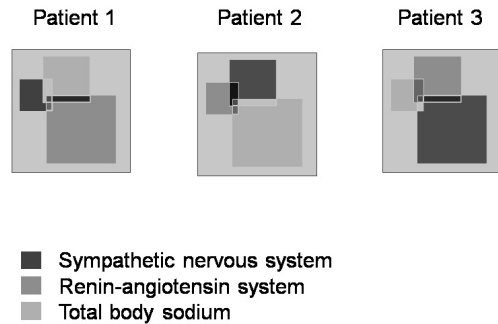 Patient 1 Patient 2 Patient 3
Sympathetic nervous system
Renin-angiotensin system
Total body sodium